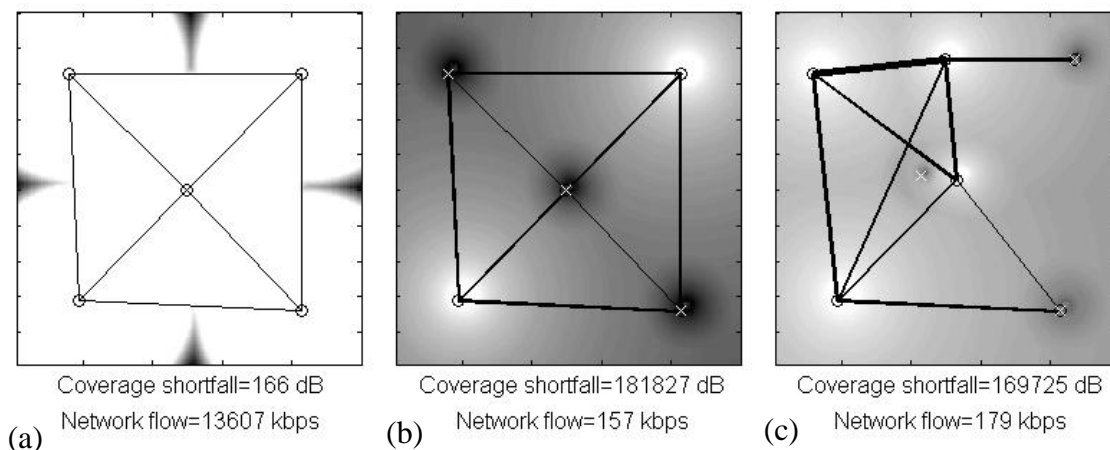 Coverage shortfall=166 dB
Network flow=13607 kbps
(a)
Coverage shortfall=181827 dB
Network flow=157 kbps
(b)
Coverage shortfall=169725 dB
Network flow=179 kbps
(c)